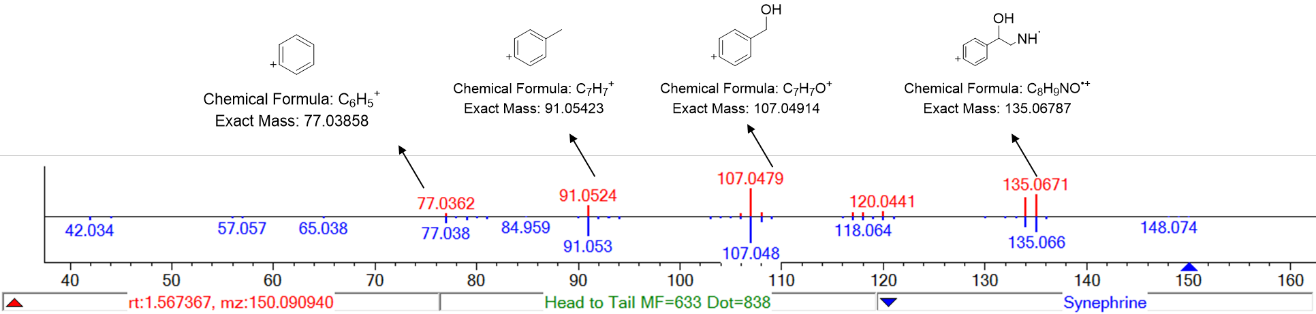 OH
OH
NH·
+
+
+
+
Chemical Formula: C₆H₅⁺
Exact Mass: 77.03858
Chemical Formula: C₇H₇⁺
Exact Mass: 91.05423
Chemical Formula: C₇H₇O⁺
Exact Mass: 107.04914
Chemical Formula: C₈H₉NO•⁺
Exact Mass: 135.06787
77.0362 91.0524 107.0479 120.0441 135.0671
42.034 57.057 65.038 77.038 84.959 91.053 107.048 118.064 135.066 148.074
40 50 60 70 80 90 100 110 120 130 140 150 160
rt:1.567367, mz:150.090940 Head to Tail MF=633 Dot=838 Synephrine